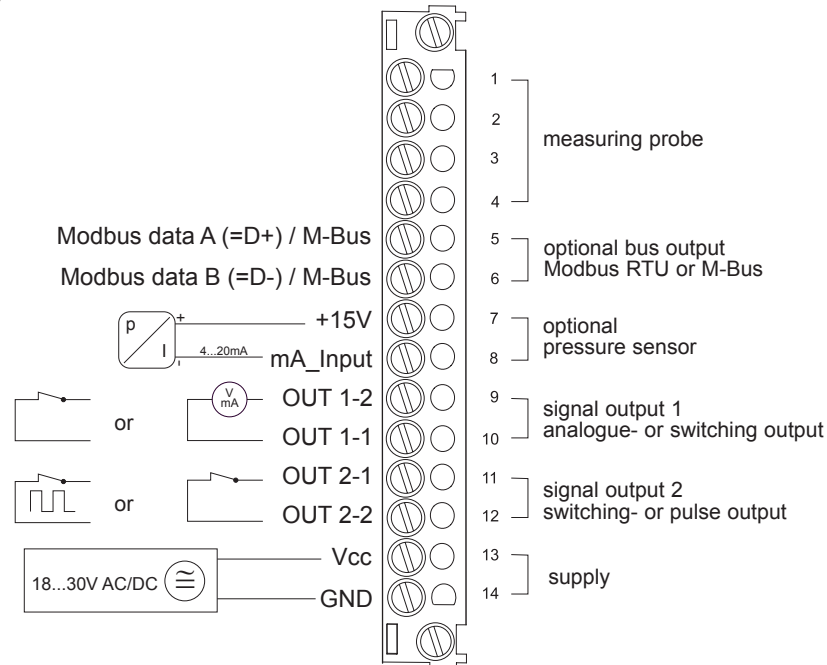 1
2
measuring probe
3
4
Modbus data A (=D+) / M-Bus
5
optional bus output
Modbus data B (=D-) / M-Bus
6
Modbus RTU or M-Bus
p
+
+15V
7
optional
pressure sensor
I
-
4...20mA
mA_Input
8
or
V
mA
OUT 1-2
9
signal output 1
OUT 1-1
10
analogue- or switching output
or
OUT 2-1
11
signal output 2
OUT 2-2
12
switching- or pulse output
18...30V AC/DC
≅
Vcc
13
supply
GND
14